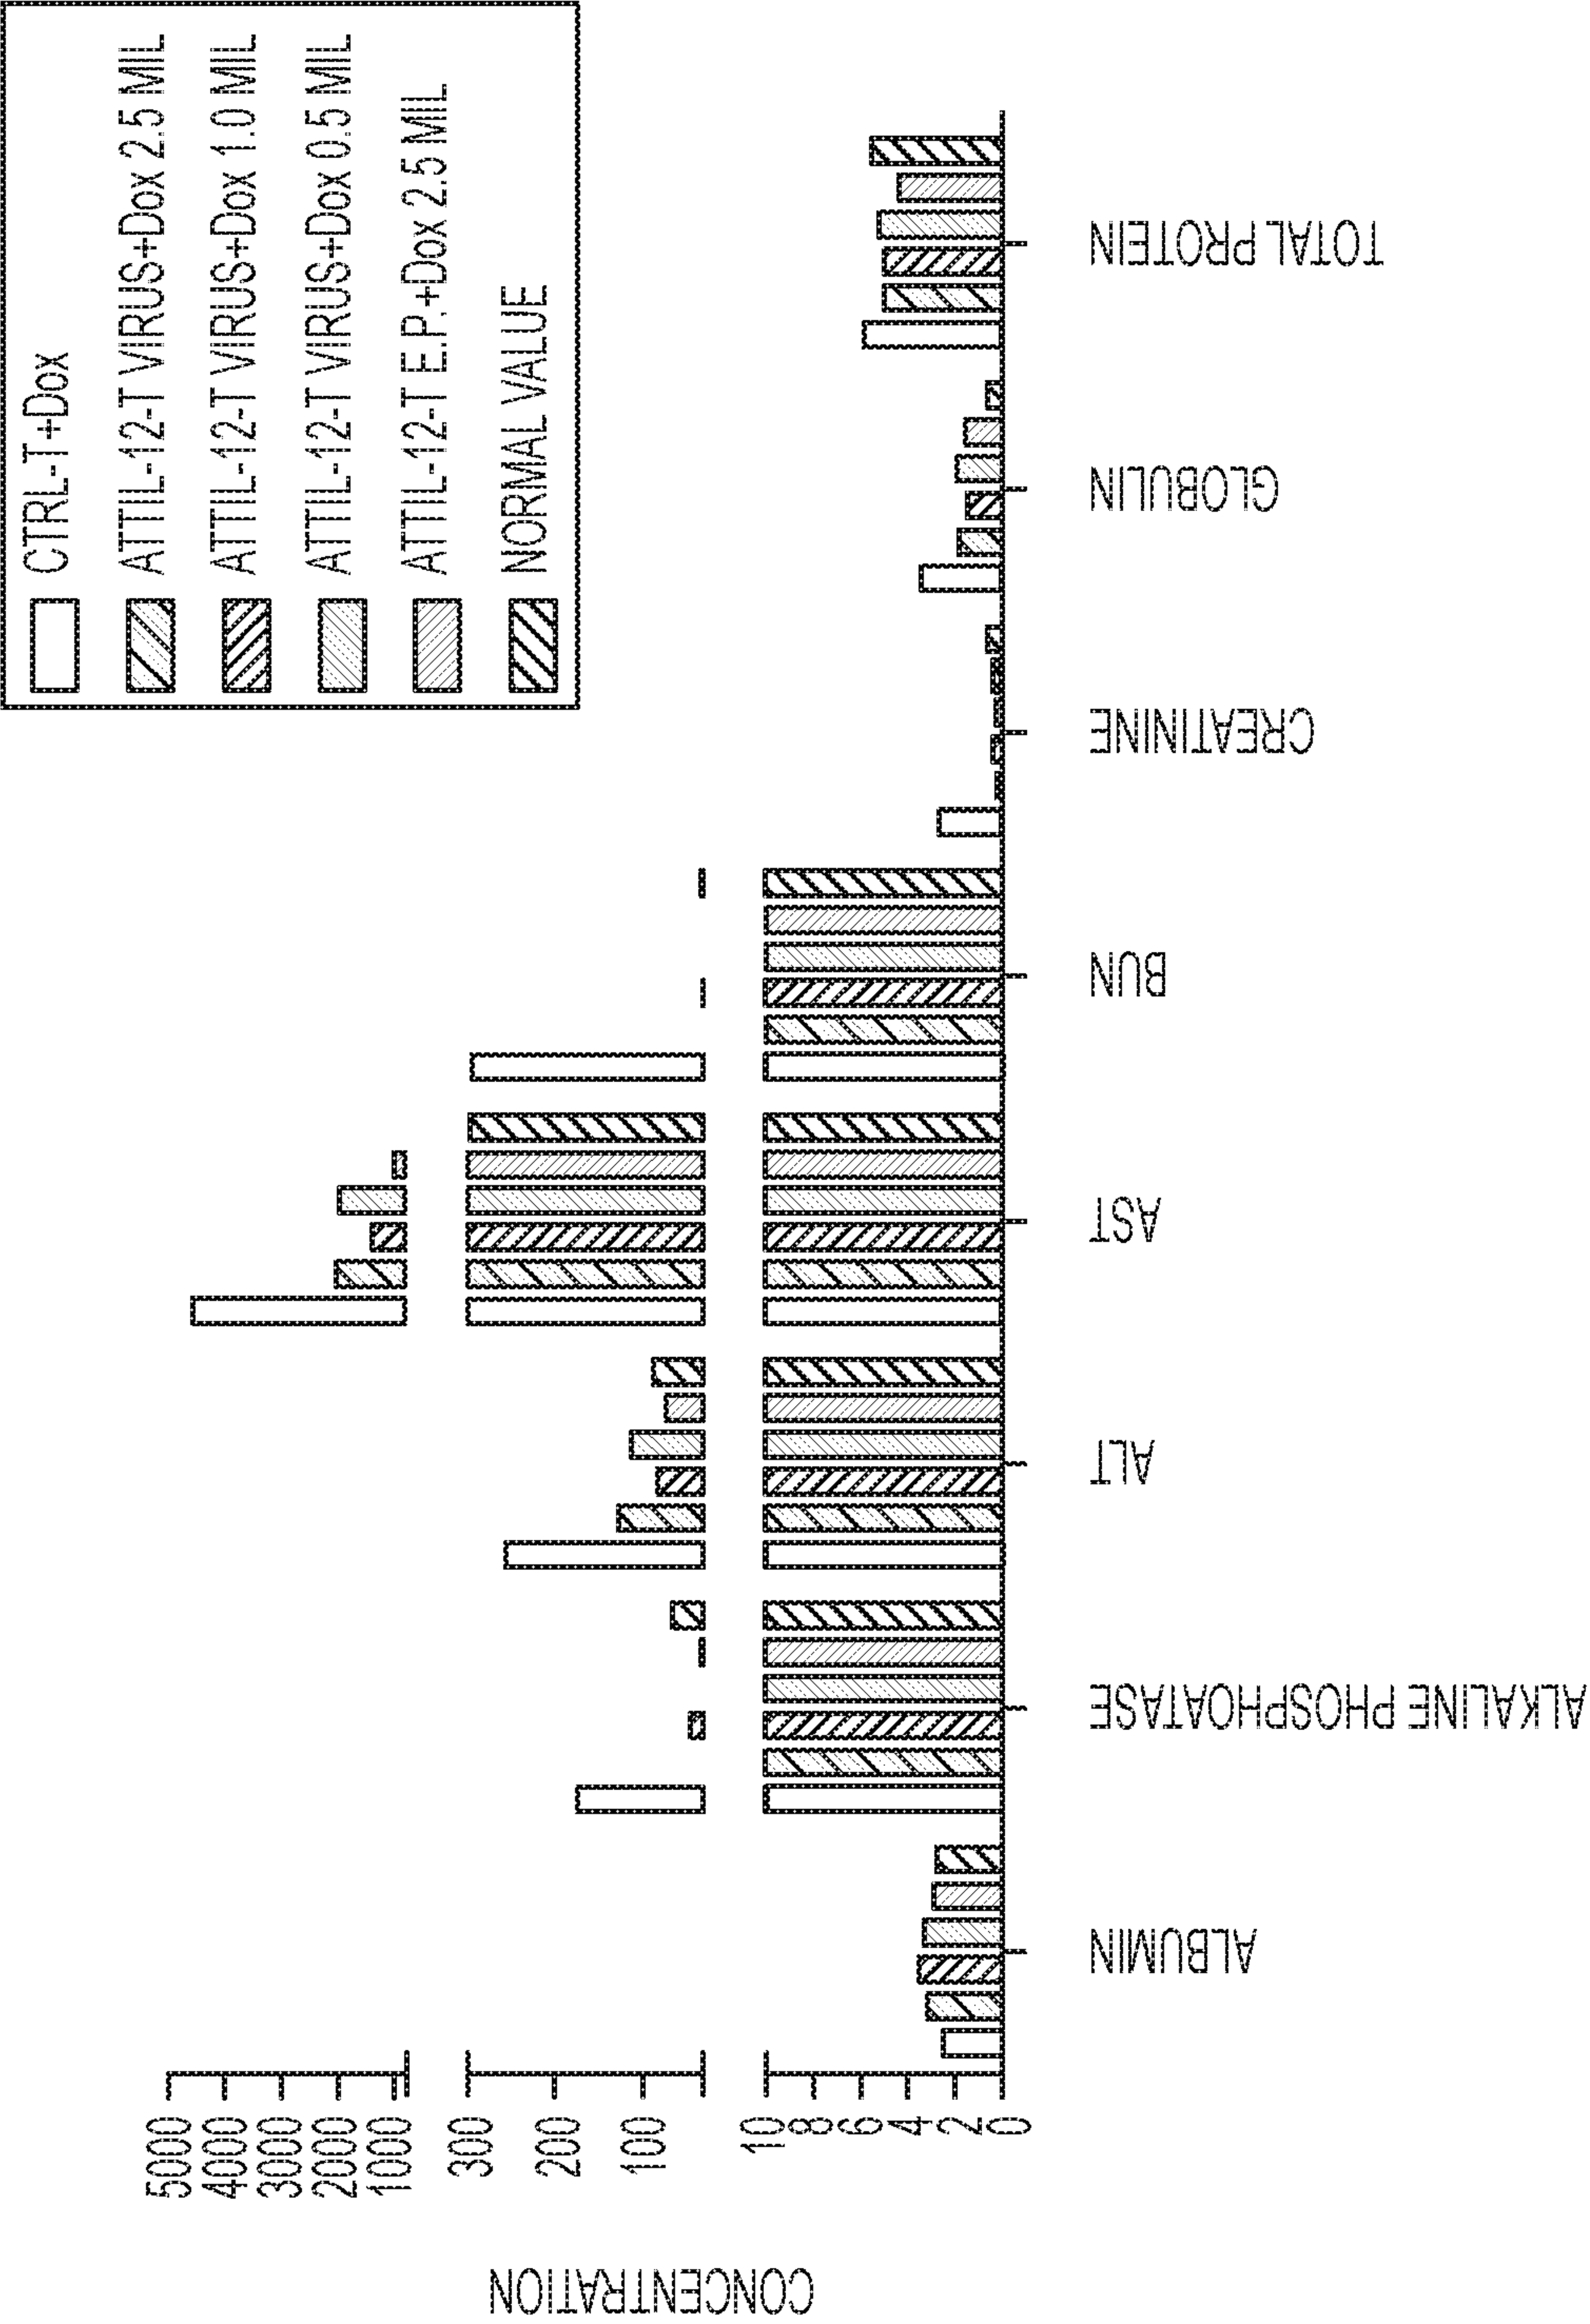 CTRL-T+Dox
ATTIL-12-T VIRUS+Dox 2.5 MIL
ATTIL-12-T VIRUS+Dox 1.0 MIL
ATTIL-12-T VIRUS+Dox 0.5 MIL
ATTIL-12-T E.P.+Dox 2.5 MIL
NORMAL VALUE
CONCENTRATION
5000
4000
3000
2000
1000
300
200
100
10
8
6
4
2
0
ALBUMIN
ALKALINE PHOSPHOATASE
ALT
AST
BUN
CREATININE
GLOBULIN
TOTAL PROTEIN